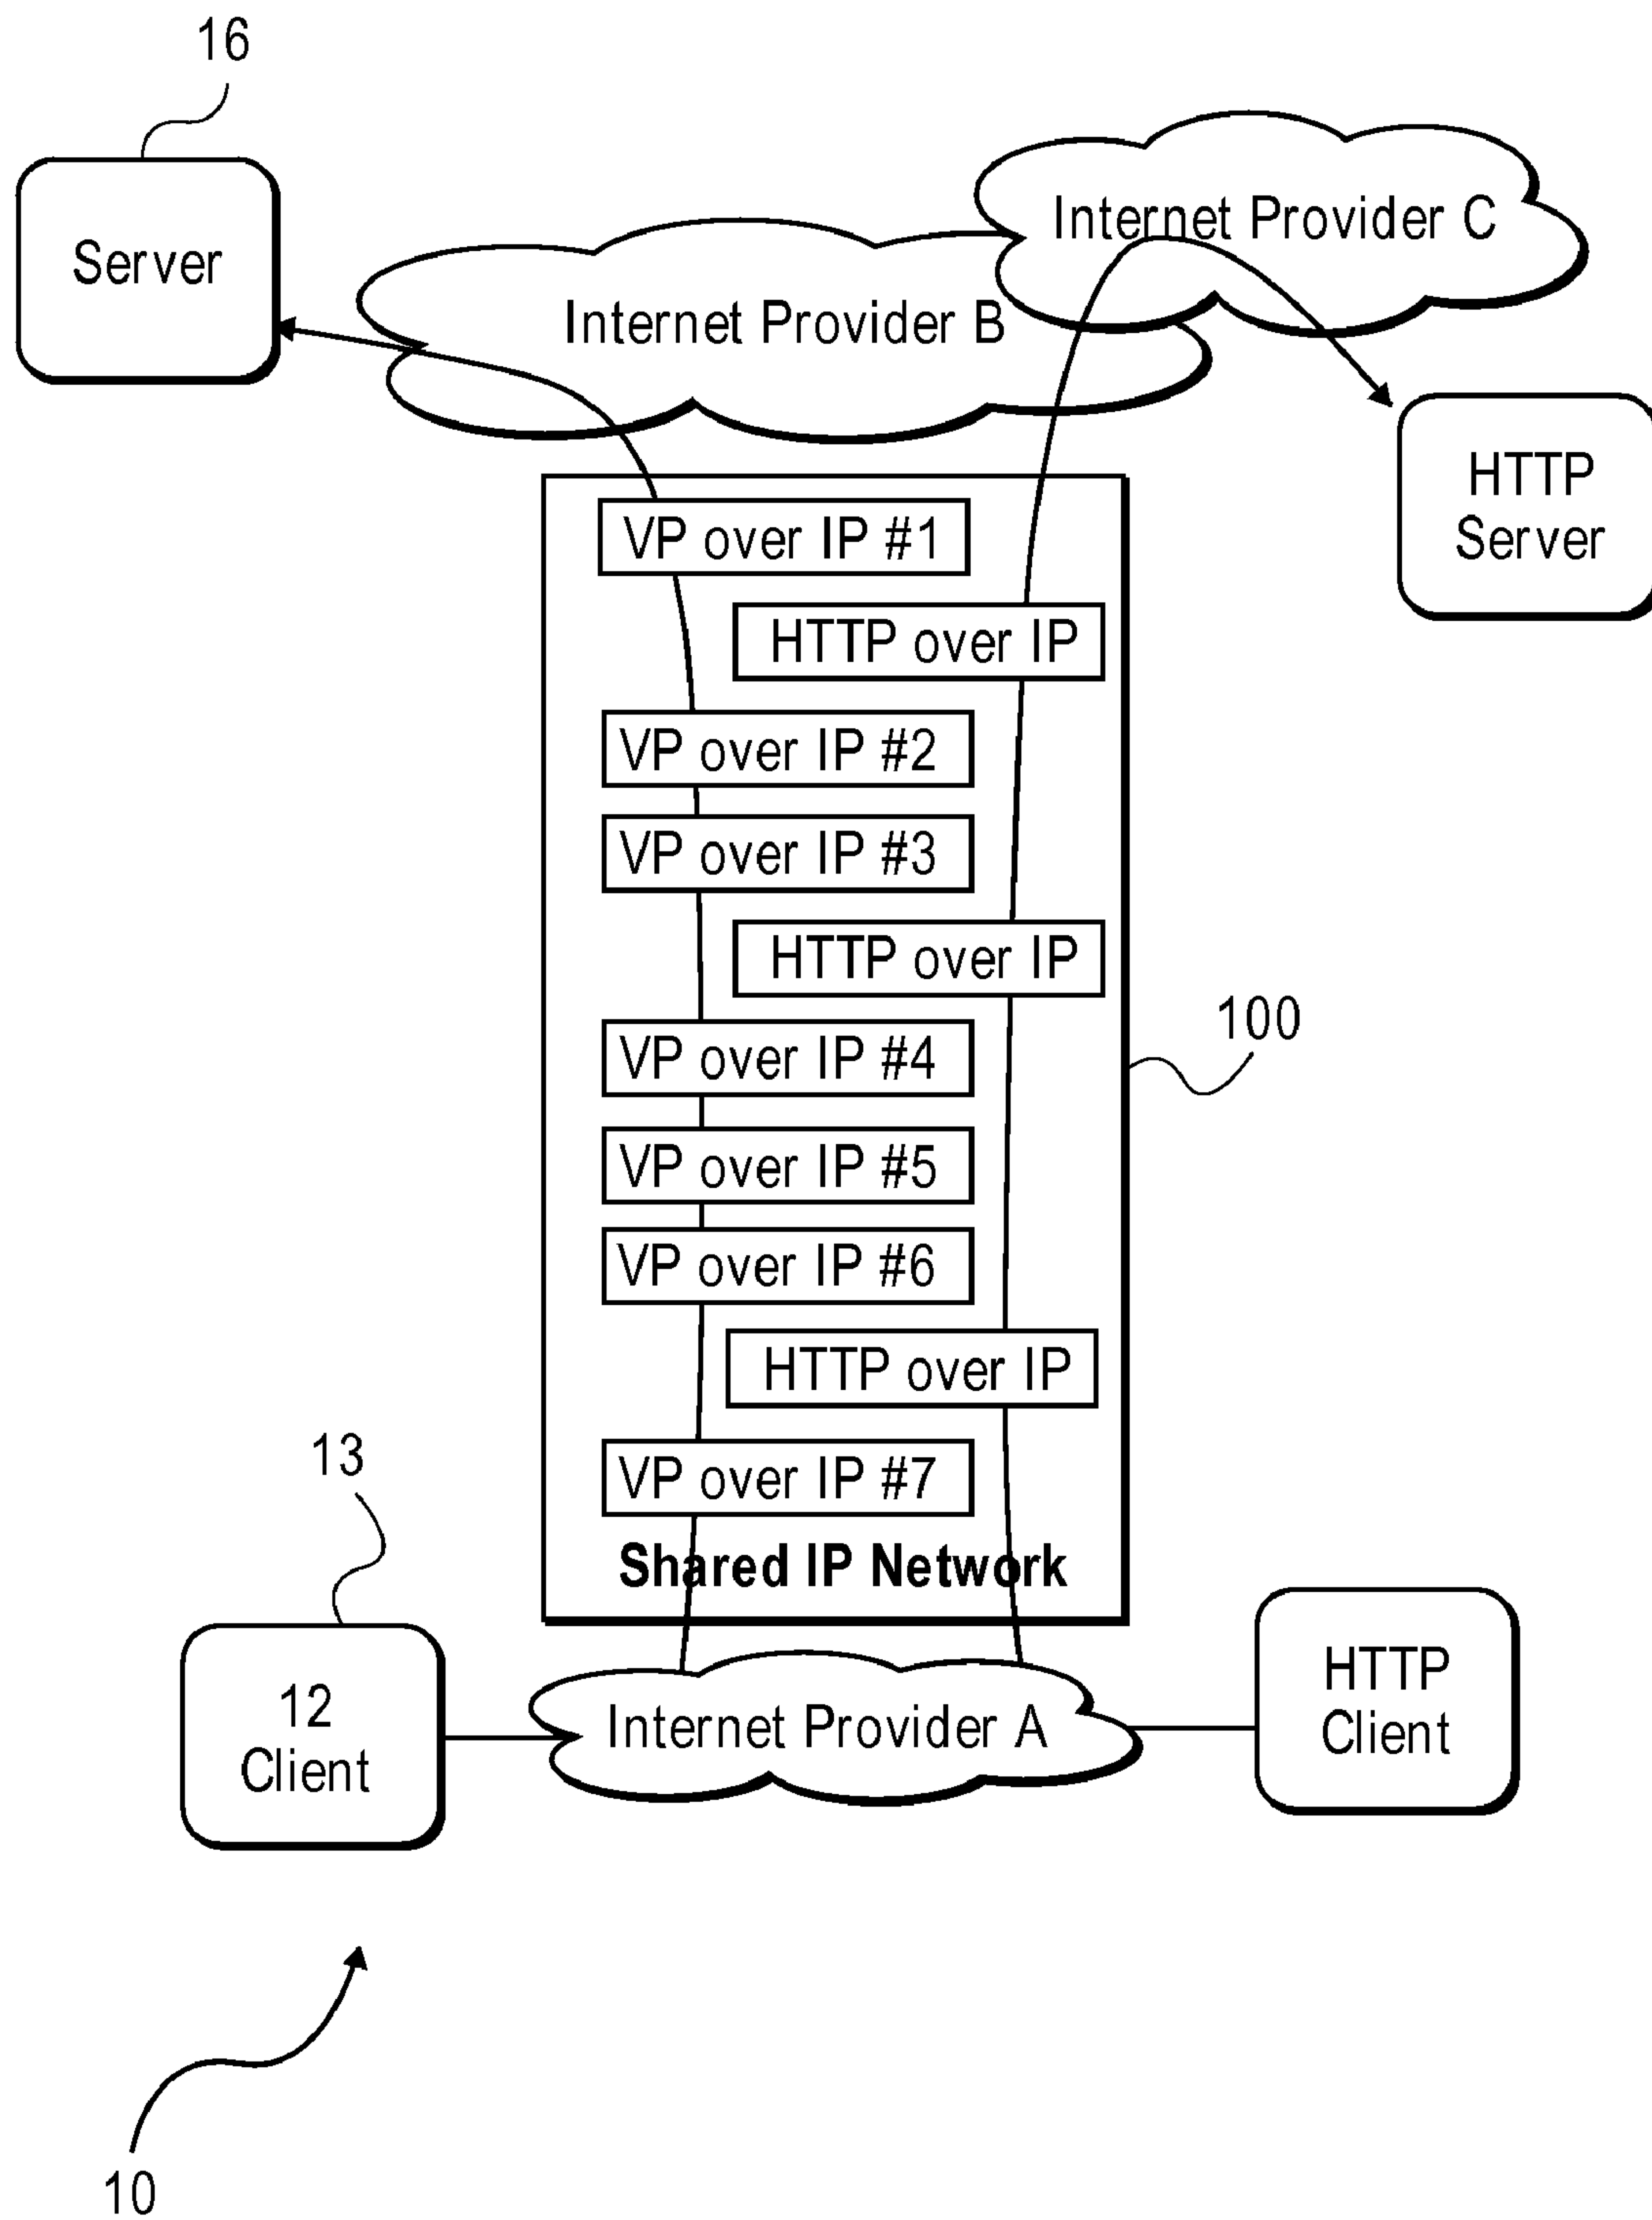 16
Server
Internet Provider C
Internet Provider B
HTTP
Server
VP over IP #1
HTTP over IP
VP over IP #2
VP over IP #3
HTTP over IP
100
VP over IP #4
VP over IP #5
VP over IP #6
HTTP over IP
13
VP over IP #7
Shared IP Network
12
Client
Internet Provider A
HTTP
Client
10